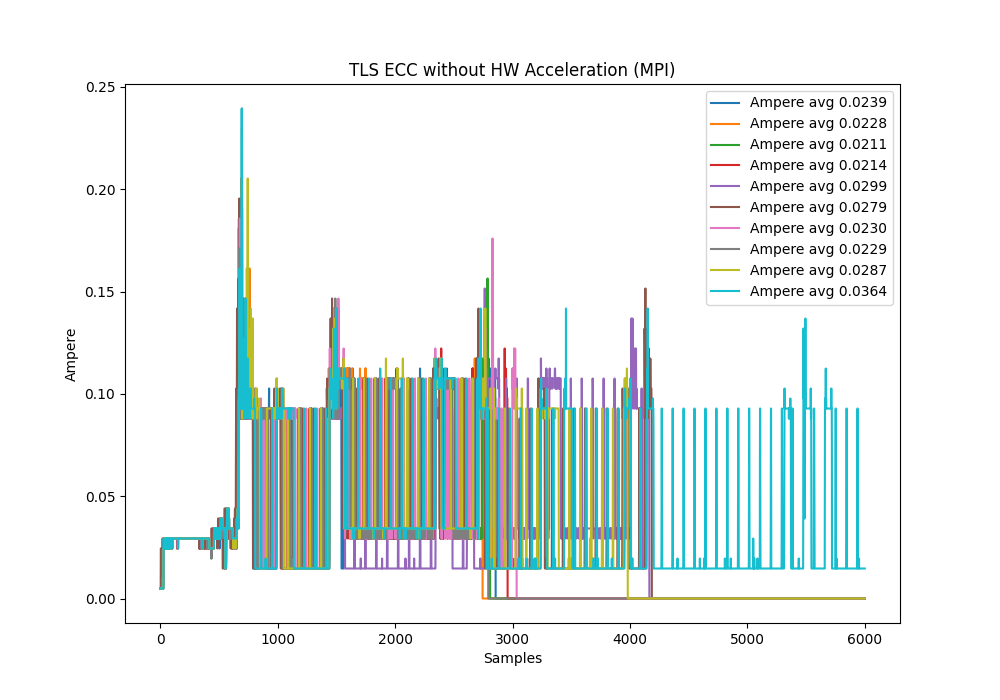 TLS ECC without HW Acceleration (MPI)
0.25
0.20
0.15
0.10
0.05
0.00
Ampere
Ampere avg 0.0239
Ampere avg 0.0228
Ampere avg 0.0211
Ampere avg 0.0214
Ampere avg 0.0299
Ampere avg 0.0279
Ampere avg 0.0230
Ampere avg 0.0229
Ampere avg 0.0287
Ampere avg 0.0364
0 1000 2000 3000 4000 5000 6000
Samples